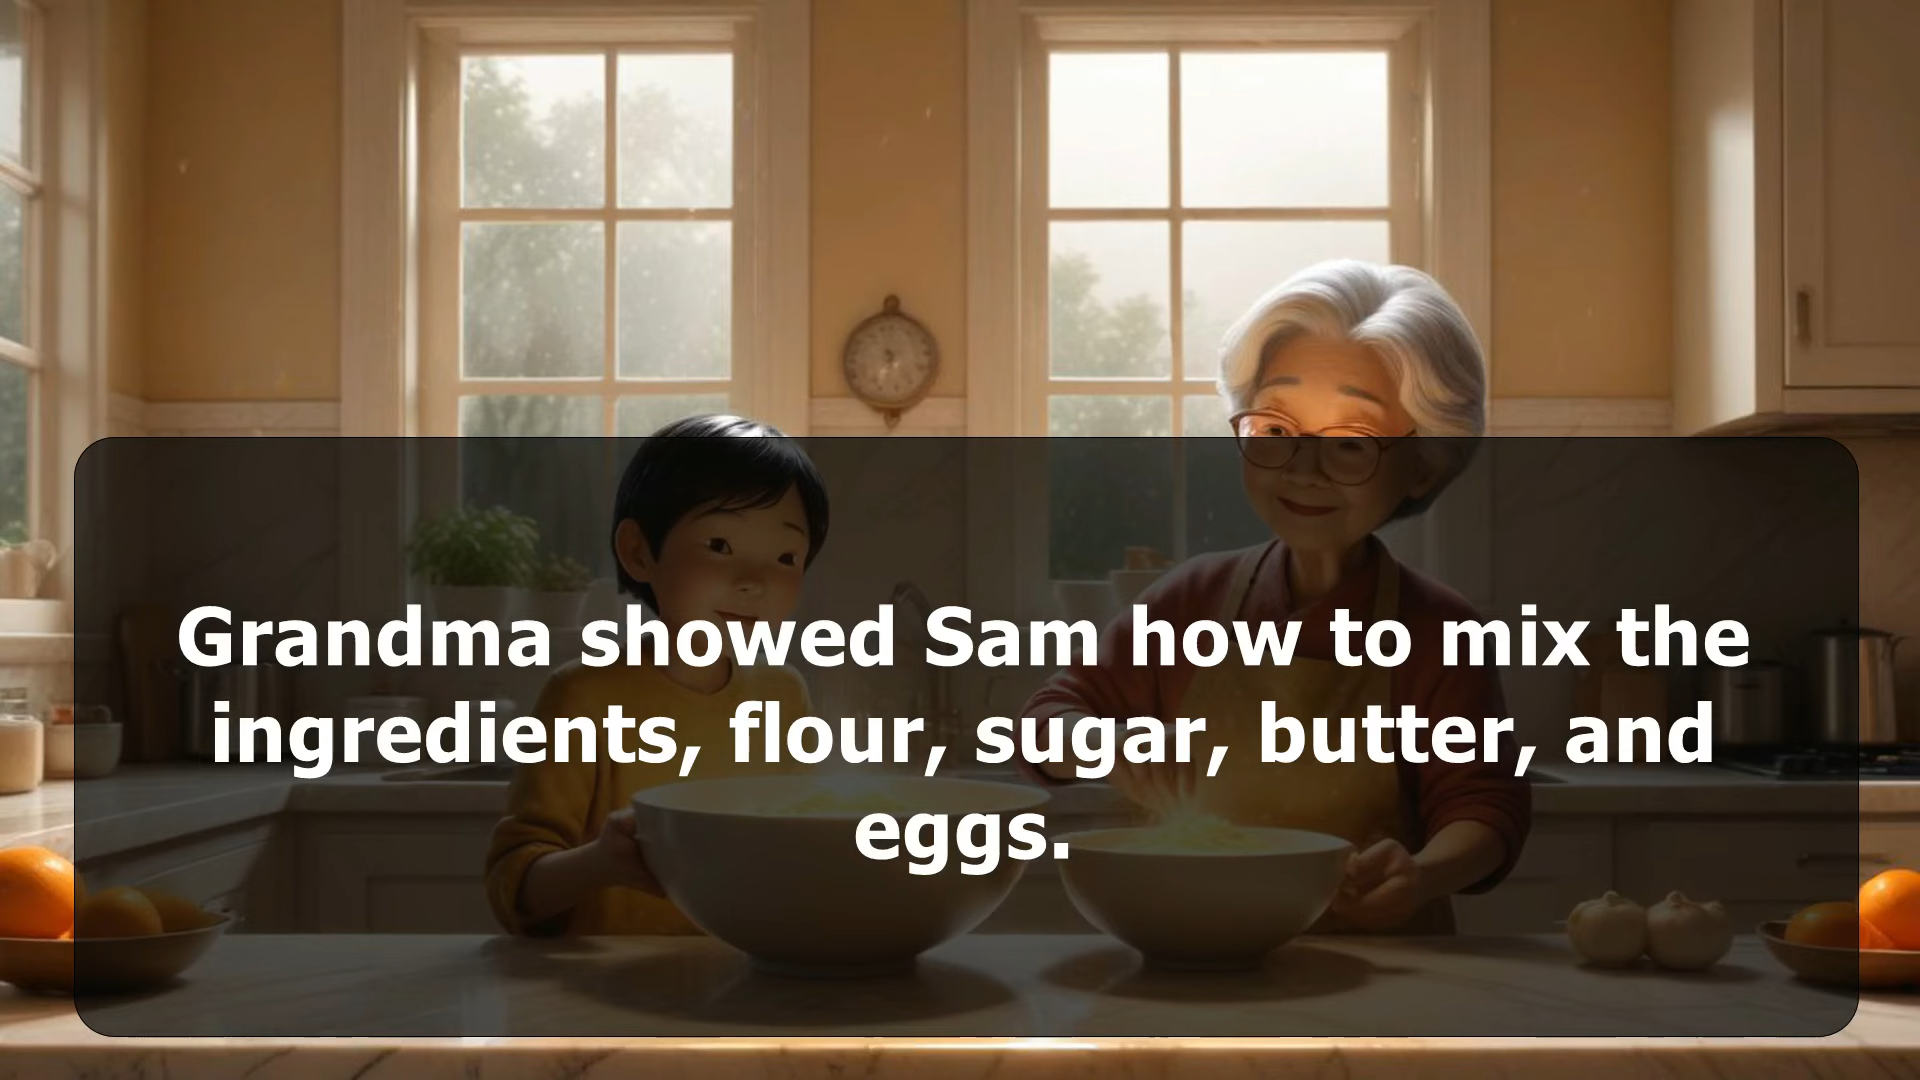 Grandma showed Sam how to mix the
ingredients, flour, sugar, butter, and
eggs.